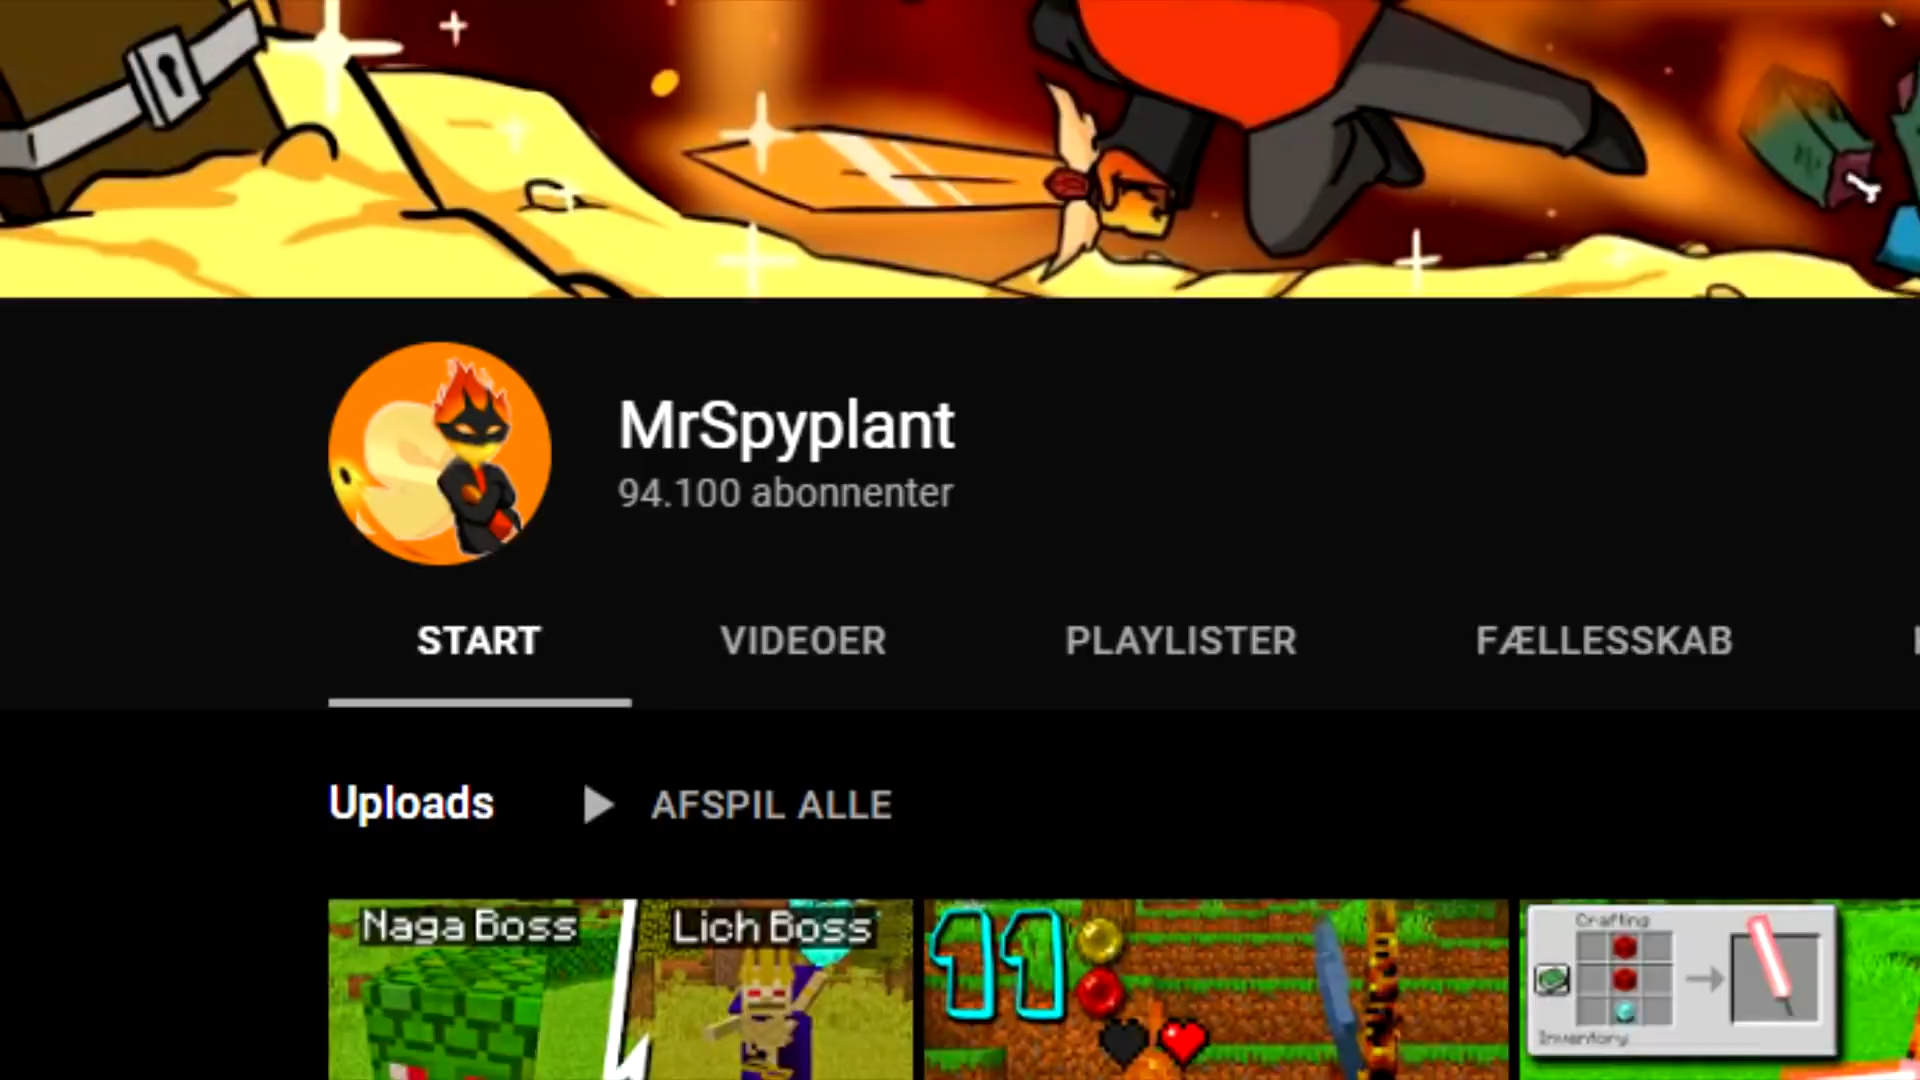 MrSpyplant
94.100 abonnenter
START VIDEOER PLAYLISTER FÆLLESSKAB
Uploads AFSPIL ALLE
Naga Boss Lich Boss 11 Crafting
Inventory